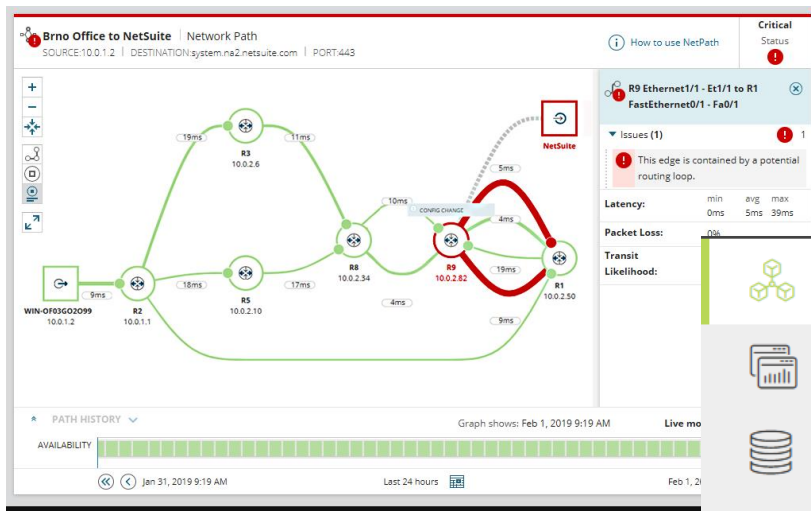 Brno Office to NetSuite | Network Path
SOURCE:10.0.1.2 | DESTINATION:system.na2.netsuite.com | PORT:443
How to use NetPath
Critical
Status
R9 Ethernet1/1 - Et1/1 to R1
FastEthernet0/1 - Fa0/1
Issues (1)
1
This edge is contained by a potential
routing loop.
min avg max
Latency:
0ms 5ms 39ms
Packet Loss: 0%
Transit
Likelihood:
19ms
11ms
R3
10.0.2.6
NetSuite
5ms
10ms
CONFIG CHANGE
4ms
R8
10.0.2.34
R9
10.0.2.82
19ms
R1
10.0.2.50
9ms
WIN-OF03GO2O99
10.0.1.2
R2
10.0.1.1
18ms
R5
10.0.2.10
17ms
4ms
9ms
PATH HISTORY
Graph shows: Feb 1, 2019 9:19 AM
Live mo
AVAILABILITY
Jan 31, 2019 9:19 AM
Last 24 hours
Feb 1, 2